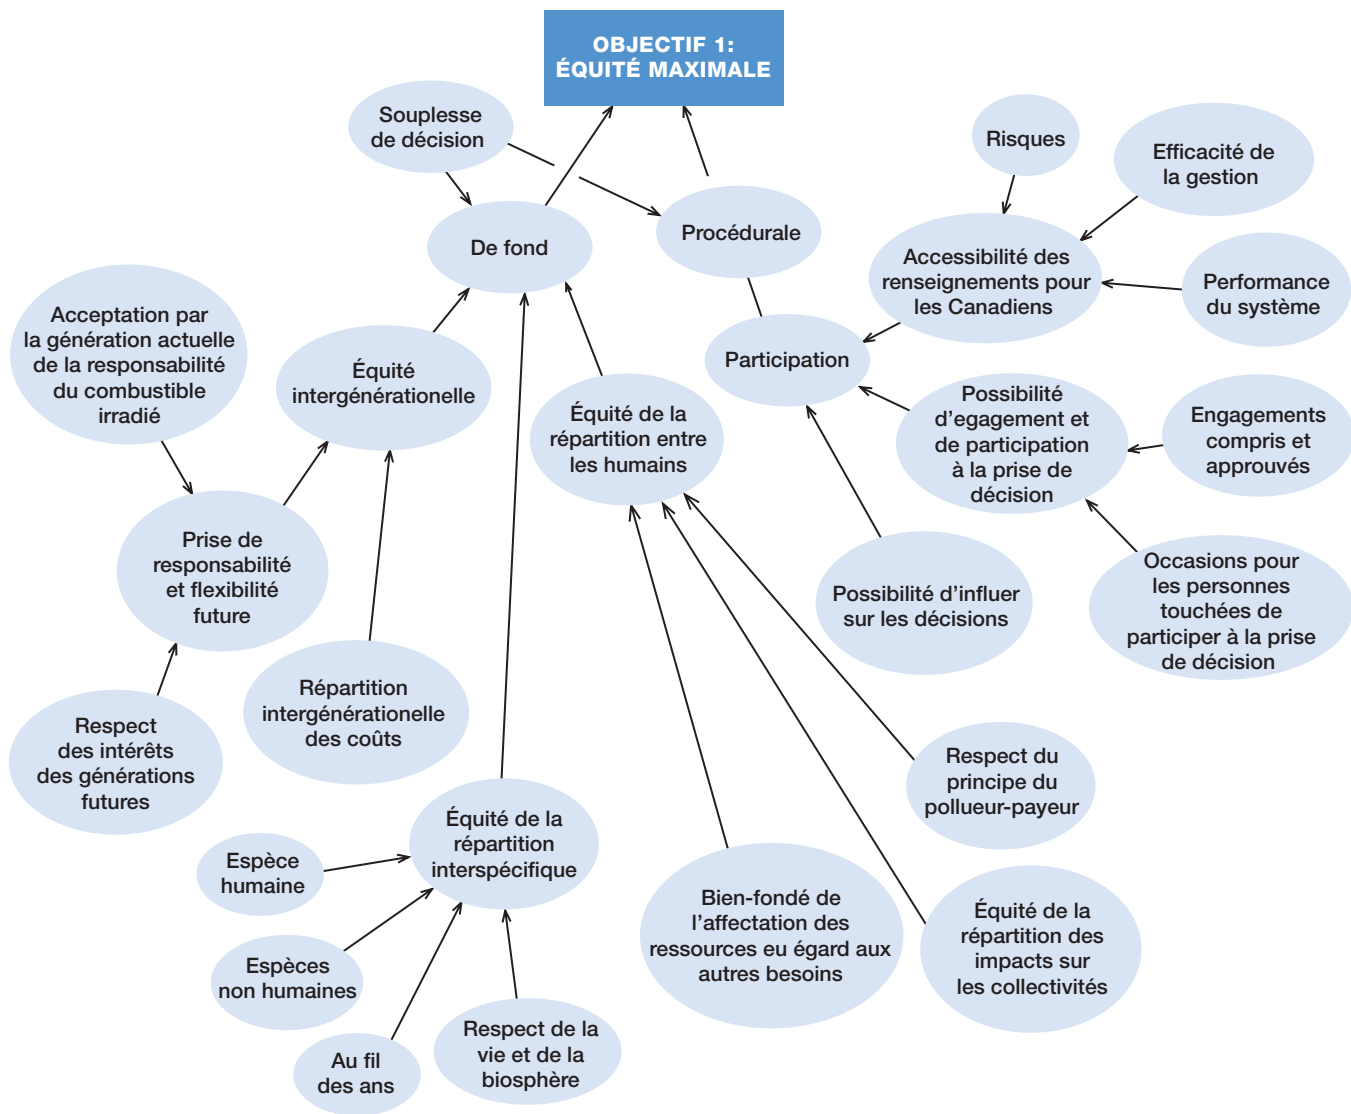 OBJECTIF 1:
ÉQUITÉ MAXIMALE
Souplesse
de décision
Risques
Efficacité de
la gestion
De fond
Procédurale
Accessibilité des
renseignements pour
les Canadiens
Performance
du système
Acceptation par
la génération actuelle
de la responsabilité
du combustible
irradié
Équité
intergénérationelle
Participation
Équité de la
répartition entre
les humains
Possibilité
d’egagement et
de participation
à la prise de
décision
Engagements
compris et
approuvés
Prise de
responsabilité
et flexibilité
future
Possibilité d’influer
sur les décisions
Occasions pour
les personnes
touchées de
participer à la prise
de décision
Répartition
intergénérationelle
des coûts
Respect
des intérêts
des générations
futures
Respect du
principe du
pollueur-payeur
Équité de la
répartition
interspécifique
Espèce
humaine
Bien-fondé de
l’affectation des
ressources eu égard aux
autres besoins
Équité de la
répartition des
impacts sur
les collectivités
Espèces
non humaines
Au fil
des ans
Respect de la
vie et de la
biosphère